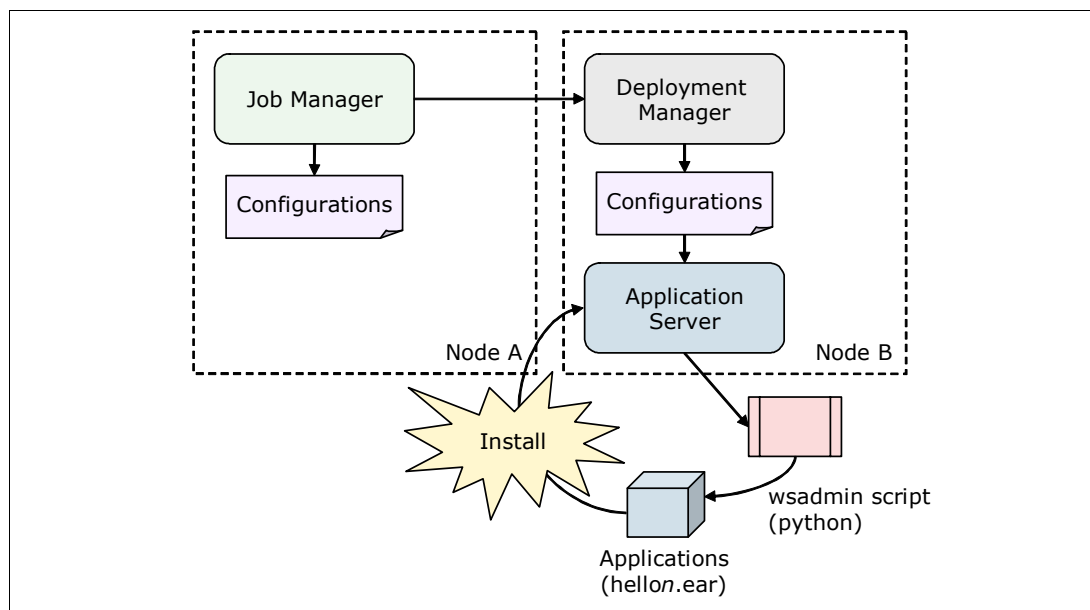 Job Manager
Deployment
Manager
Configurations
Configurations
Application
Server
Node A
Node B
Install
wsadmin script
(python)
Applications
(hellon.ear)